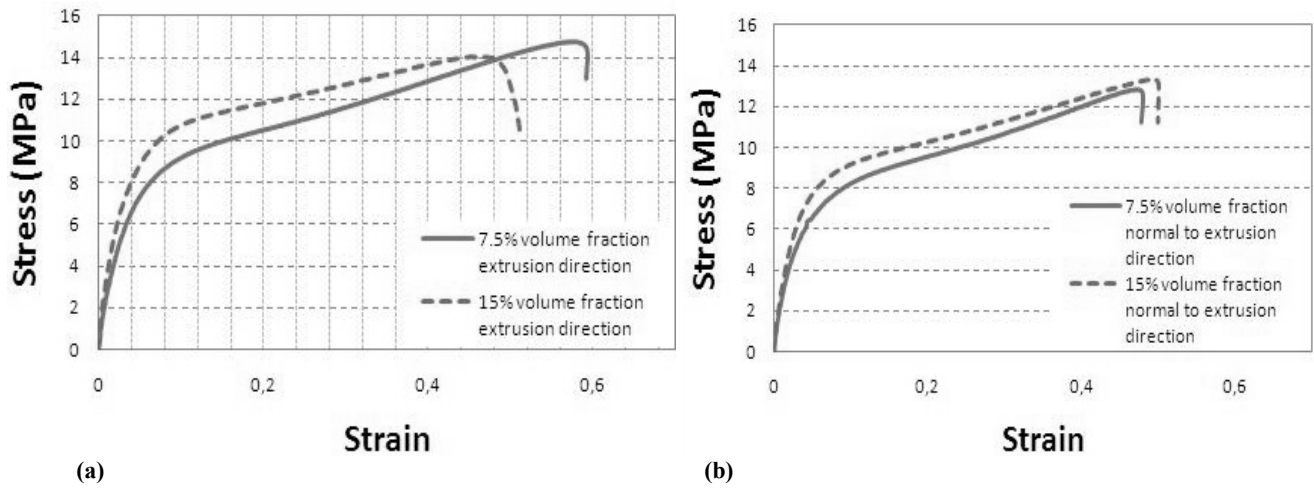 16
14
12
10
8
6
4
2
0
Stress (MPa)
7.5% volume fraction
extrusion direction
15% volume fraction
extrusion direction
0
0,2
0,4
0,6
Strain
(a)
16
14
12
10
8
6
4
2
0
Stress (MPa)
7.5% volume fraction
normal to extrusion
direction
15% volume fraction
normal to extrusion
direction
0
0,2
0,4
0,6
Strain
(b)